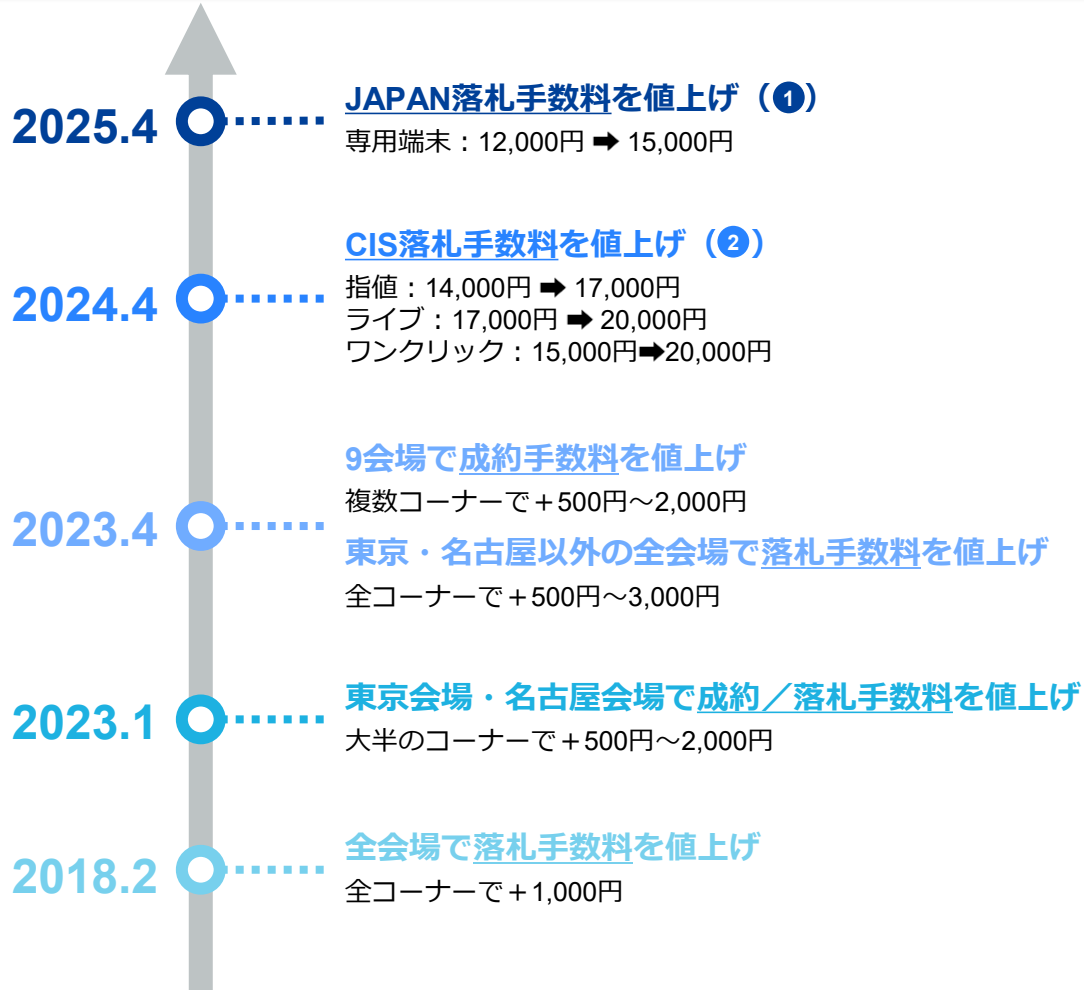 2025.4
JAPAN落札手数料を値上げ（❶）
専用端末：12,000円 ➡ 15,000円
2024.4
CIS落札手数料を値上げ（❷）
指値：14,000円 ➡ 17,000円
ライブ：17,000円 ➡ 20,000円
ワンクリック：15,000円➡20,000円
2023.4
9会場で成約手数料を値上げ
複数コーナーで＋500円～2,000円
東京・名古屋以外の全会場で落札手数料を値上げ
全コーナーで＋500円～3,000円
2023.1
東京会場・名古屋会場で成約／落札手数料を値上げ
大半のコーナーで＋500円～2,000円
2018.2
全会場で落札手数料を値上げ
全コーナーで＋1,000円